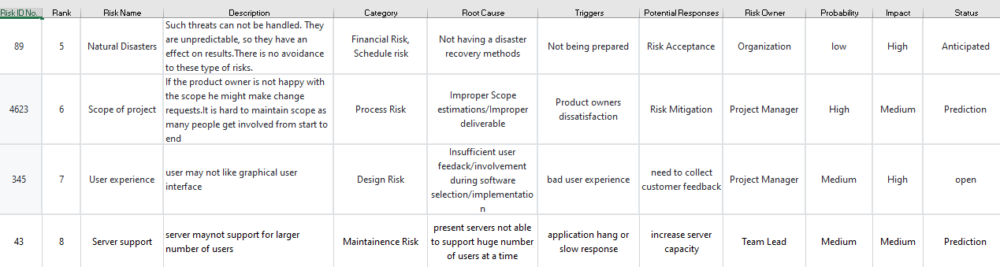 Risk ID No. Rank Risk Name Description Category Root Cause Triggers Potential Responses Risk Owner Probability Impact Status
89
5
Natural Disasters
Such threats can not be handled. They
are unpredictable, so they have an
effect on results.There is no avoidance
to these type of risks.
Financial Risk,
Schedule risk
Not having a disaster
recovery methods
Not being prepared
Risk Acceptance
Organization
low
High
Anticipated
4623
6
Scope of project
If the product owner is not happy with
the scope he might make change
requests.It is hard to maintain scope as
many people get involved from start to
end
Process Risk
Improper Scope
estimations/Improper
deliverable
Product owners
dissatisfaction
Risk Mitigation
Project Manager
High
Medium
Prediction
345
7
User experience
user may not like graphical user
interface
Design Risk
Insufficient user
feedack/involvement
during software
selection/implementatio
n
bad user experience
need to collect
customer feedback
Project Manager
Medium
High
open
43
8
Server support
server maynot support for larger
number of users
Maintainence Risk
present servers not able
to support huge number
of users at a time
application hang or
slow response
increase server
capacity
Team Lead
Medium
Medium
Prediction